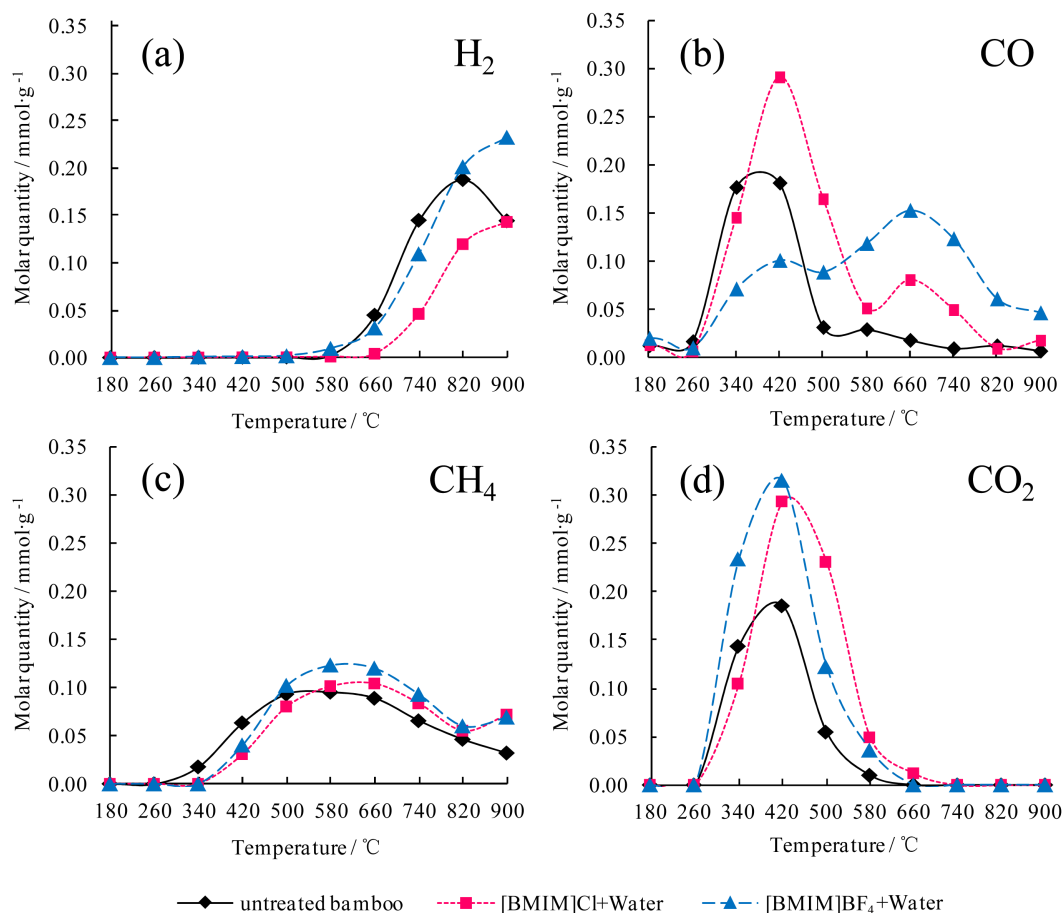 (a) H2
Molar quantity / mmol·g-1
0.35
0.30
0.25
0.20
0.15
0.10
0.05
0.00
180 260 340 420 500 580 660 740 820 900
Temperature / ℃
(b) CO
Molar quantity / mmol·g-1
0.35
0.30
0.25
0.20
0.15
0.10
0.05
0.00
180 260 340 420 500 580 660 740 820 900
Temperature / ℃
(c) CH4
Molar quantity / mmol·g-1
0.35
0.30
0.25
0.20
0.15
0.10
0.05
0.00
180 260 340 420 500 580 660 740 820 900
Temperature / ℃
(d) CO2
Molar quantity / mmol·g-1
0.35
0.30
0.25
0.20
0.15
0.10
0.05
0.00
180 260 340 420 500 580 660 740 820 900
Temperature / ℃
untreated bamboo [BMIM]Cl+Water [BMIM]BF4+Water